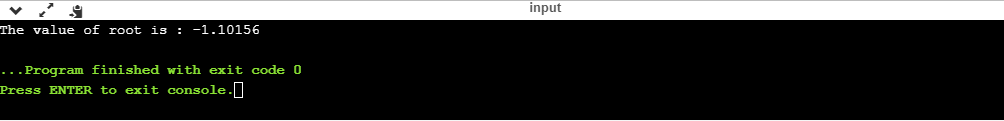 input
The value of root is : -1.10156
...Program finished with exit code 0
Press ENTER to exit console.